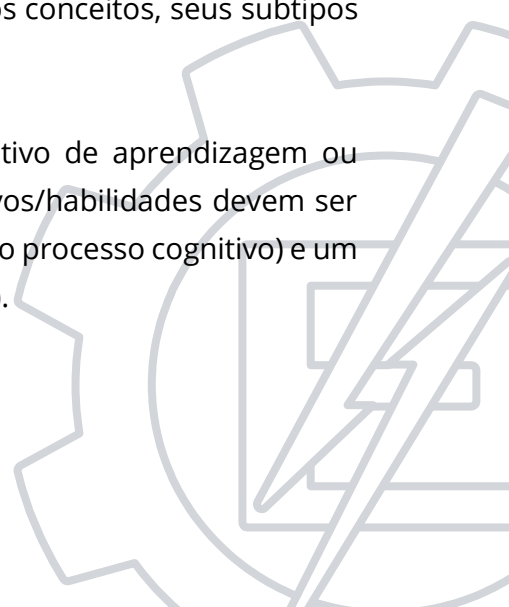 os conceitos, seus subtipos
tivo de aprendizagem ou
vos/habilidades devem ser
o processo cognitivo) e um
.